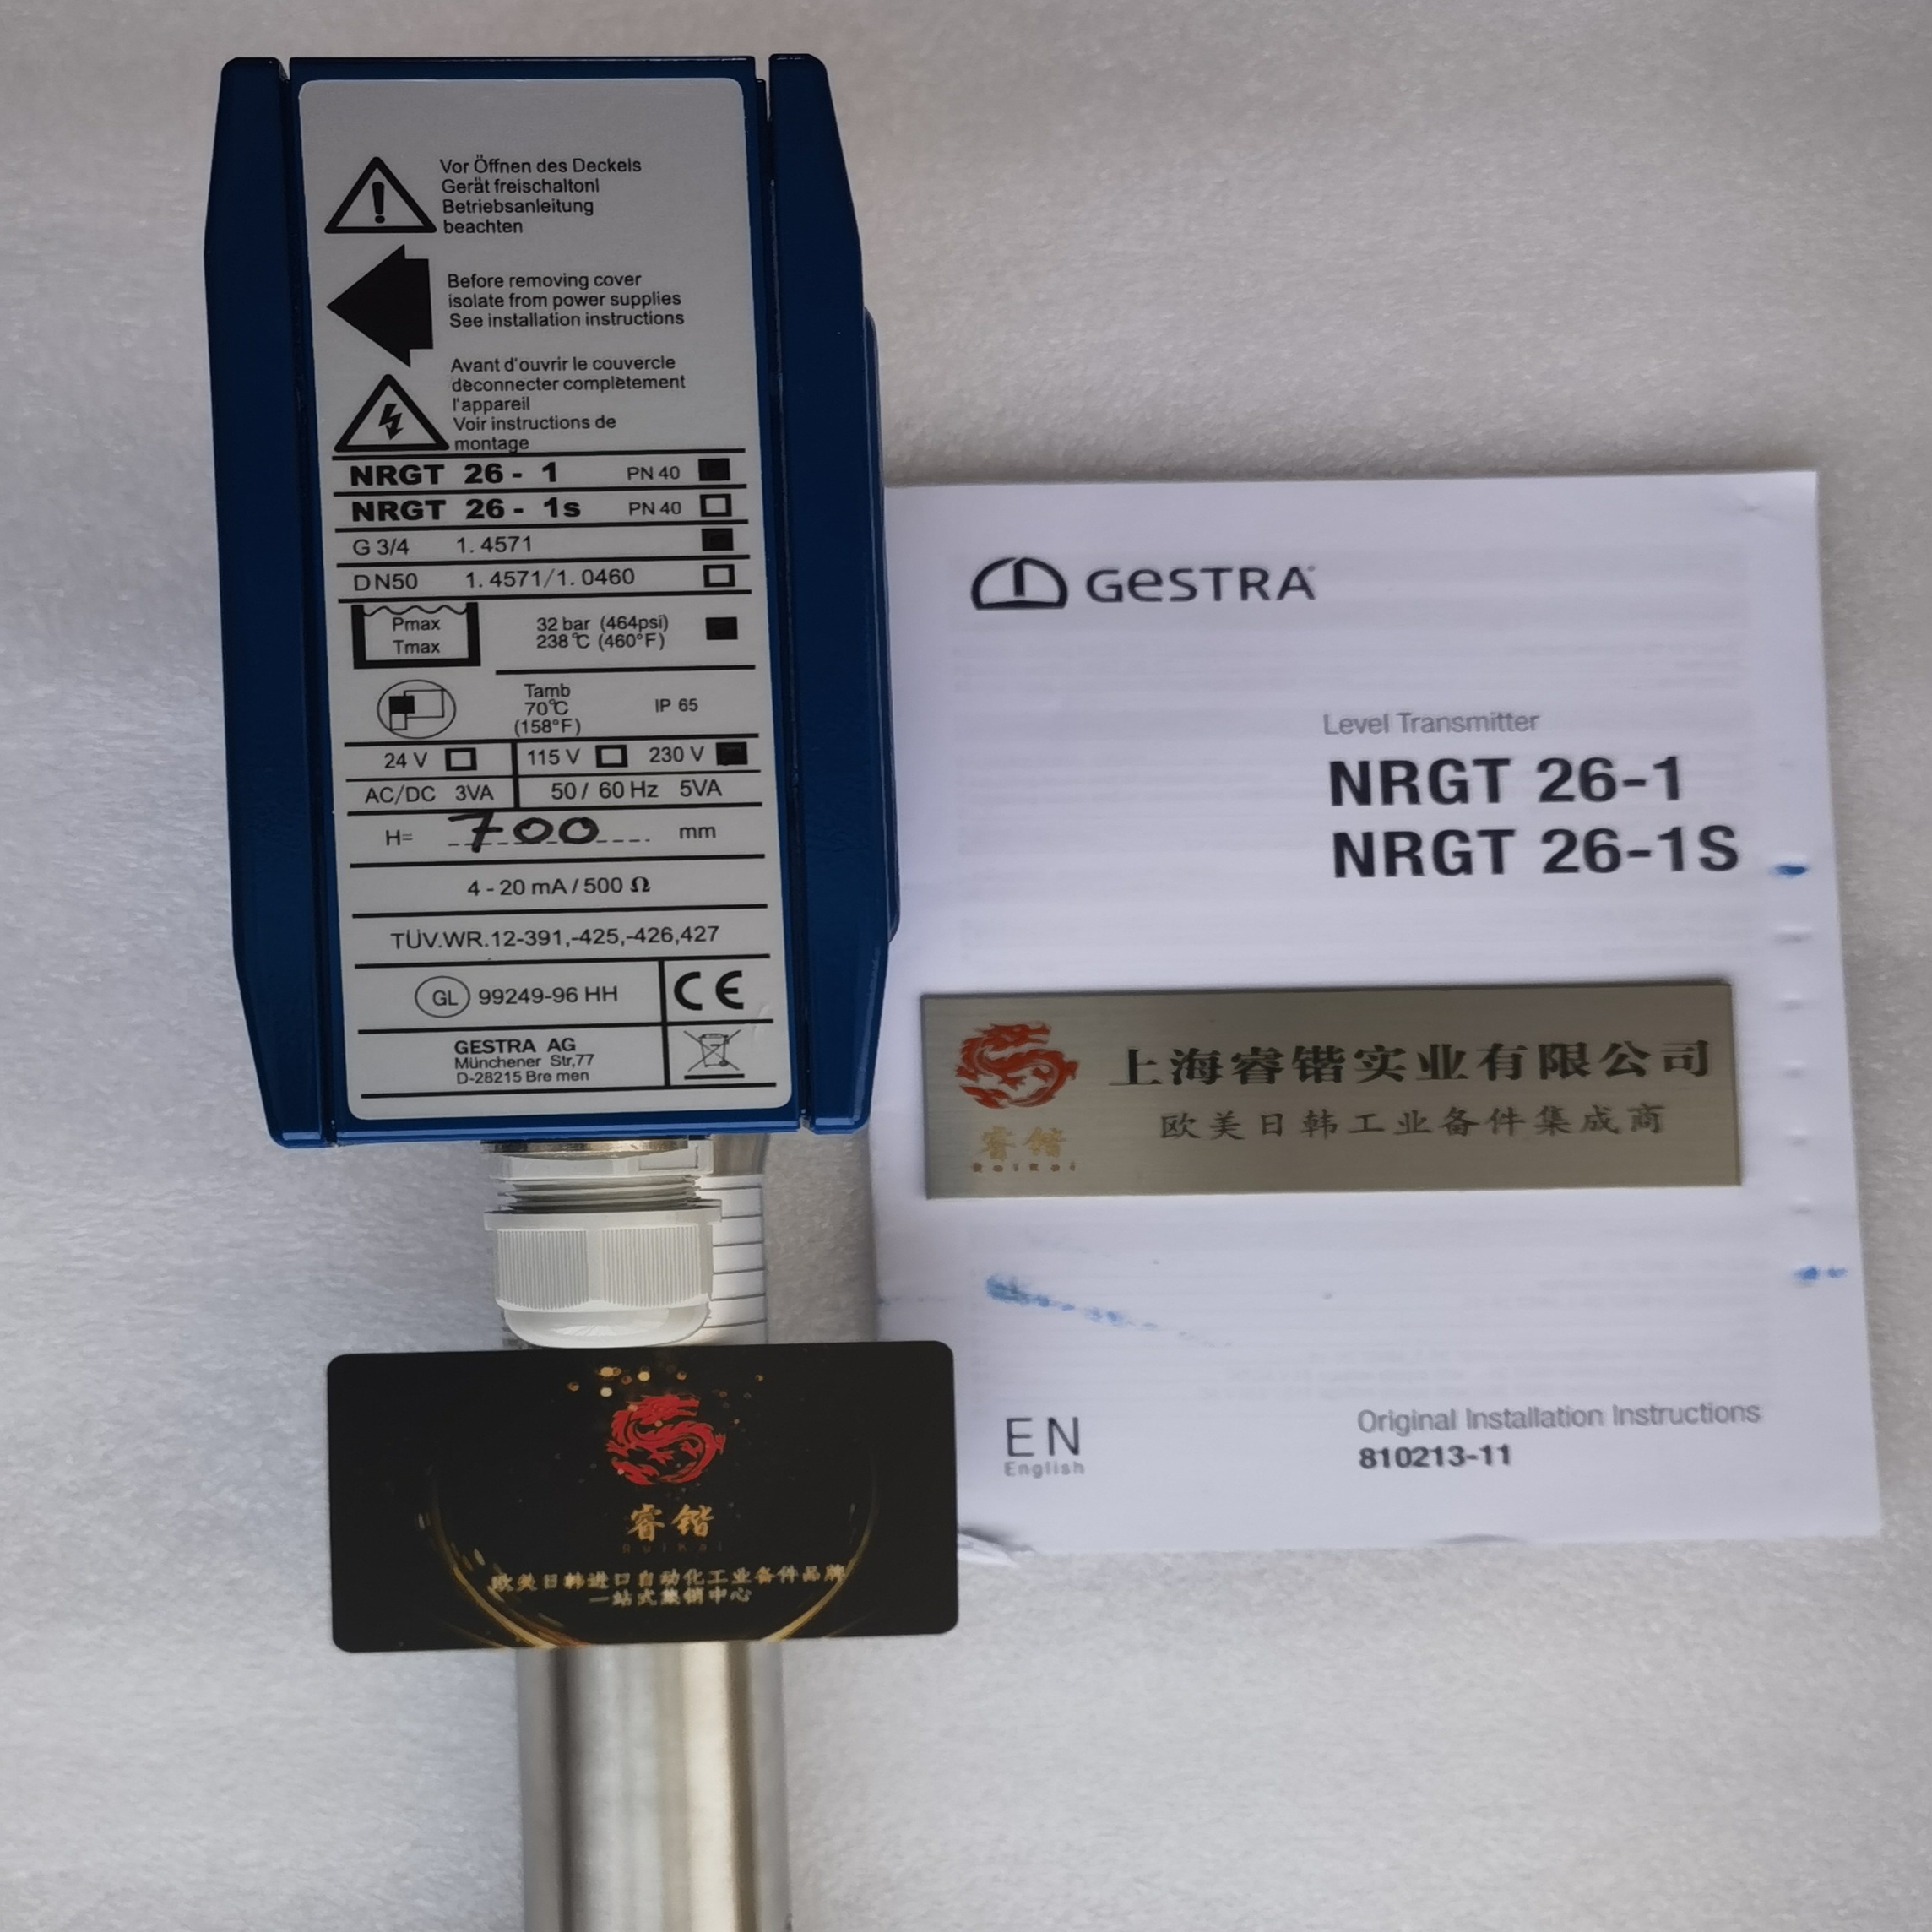 Vor Öffnen des Deckels
Gerät freischaltonl
Betriebsanleitung
beachten
Before removing cover
isolate from power supplies
See installation instructions
Avant d'ouvrir le couvercle
dèconnecter complètement
l'appareil
Voir instructions de
montage
NRGT 26 - 1 PN 40
NRGT 26 - 1s PN 40
G 3/4 1. 4571
DN50 1. 4571/1. 0460
Pmax 32 bar (464psi)
Tmax 238℃ (460°F)
Tamb
70℃ IP 65
(158°F)
24 V 115 V 230 V
AC/DC 3VA 50 / 60 Hz 5VA
H= 700 mm
4 - 20 mA / 500 Ω
TÜV.WR.12-391,-425,-426,427
GL 99249-96 HH CE
GESTRA AG
Münchener Str,77
D-28215 Bre men
GESTRA
Level Transmitter
NRGT 26-1
NRGT 26-1S
上海睿锴实业有限公司
欧美日韩工业备件集成商
睿锴
RuiKai
EN
English
Original Installation Instructions
810213-11
睿锴
RuiKai
欧美日韩进口自动化工业备件品牌
一站式集销中心